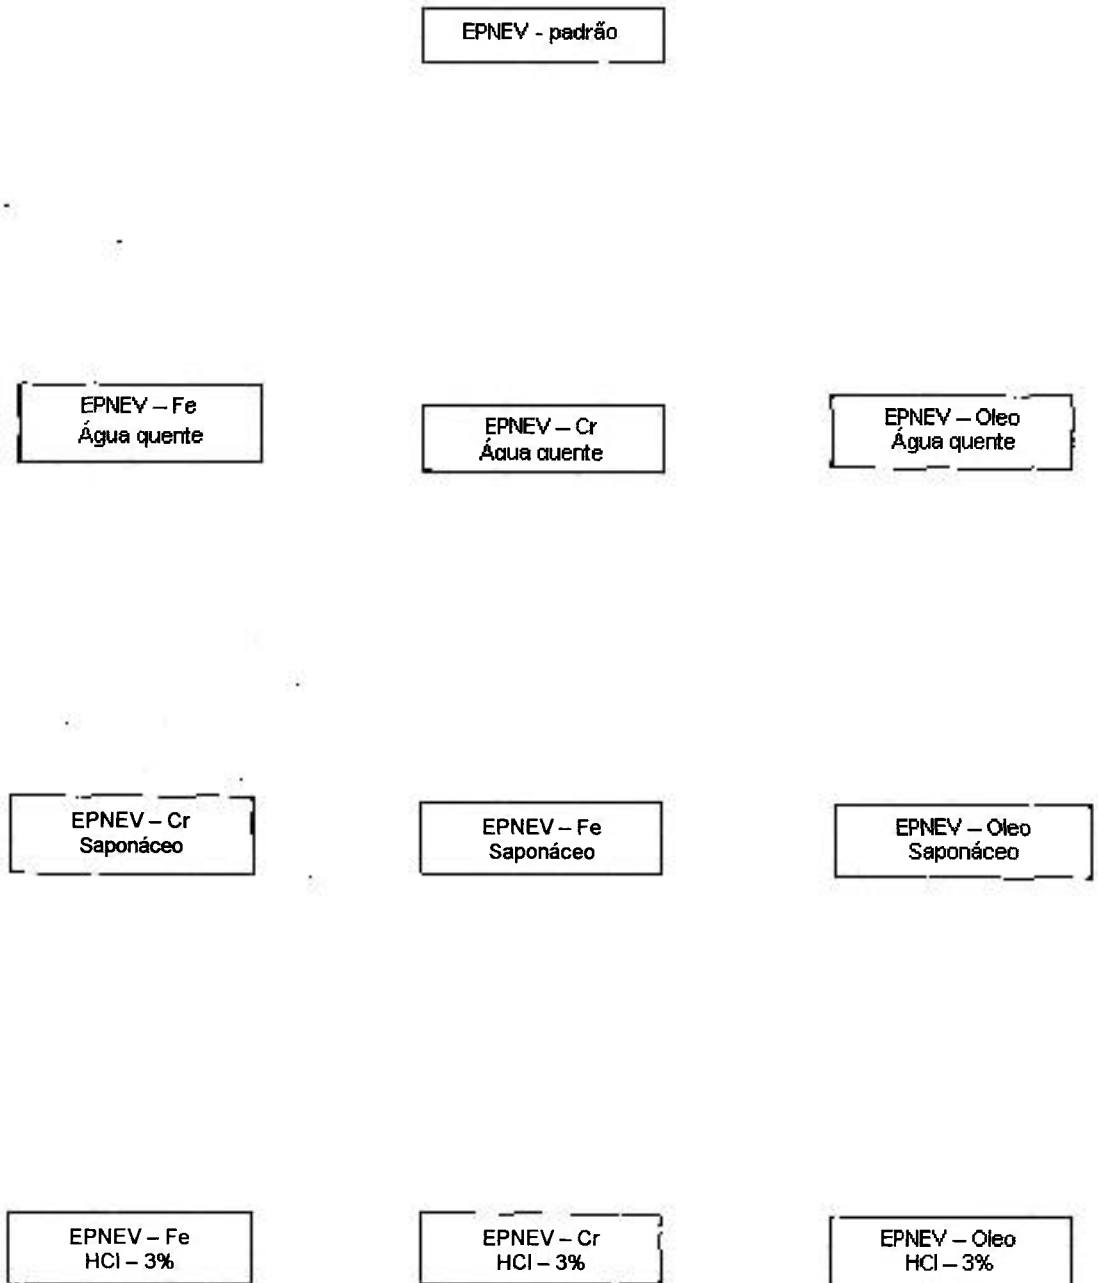 EPNEV - padrão
EPNEV – Fe
Água quente
EPNEV – Cr
Água quente
EPNEV – Oleo
Água quente
EPNEV – Cr
Saponáceo
EPNEV – Fe
Saponáceo
EPNEV – Oleo
Saponáceo
EPNEV – Fe
HCl – 3%
EPNEV – Cr
HCl – 3%
EPNEV – Oleo
HCl – 3%